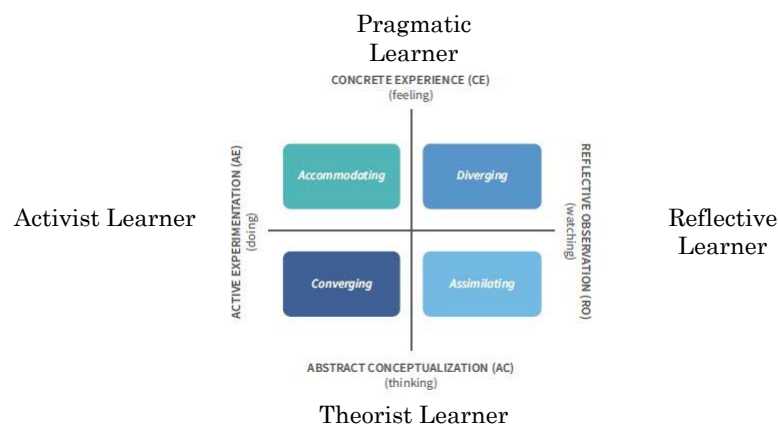 Pragmatic
Learner
CONCRETE EXPERIENCE (CE)
(feeling)
Accommodating
Diverging
ACTIVE EXPERIMENTATION (AE)
(doing)
REFLECTIVE OBSERVATION (RO)
(watching)
Activist Learner
Reflective
Learner
Converging
Assimilating
ABSTRACT CONCEPTUALIZATION (AC)
(thinking)
Theorist Learner